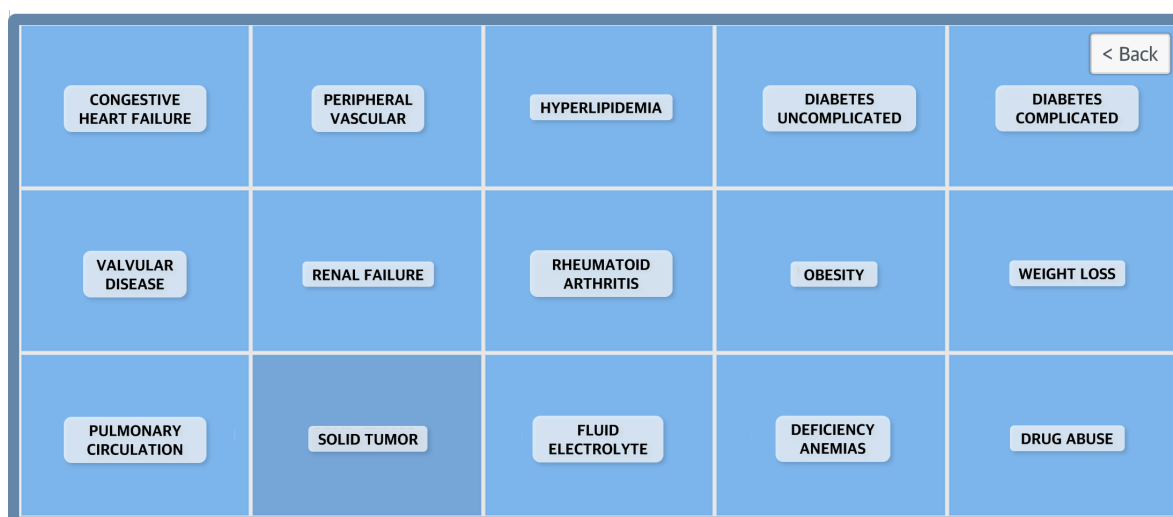 < Back
CONGESTIVE
HEART FAILURE
PERIPHERAL
VASCULAR
HYPERLIPIDEMIA
DIABETES
UNCOMPLICATED
DIABETES
COMPLICATED
VALVULAR
DISEASE
RENAL FAILURE
RHEUMATOID
ARTHRITIS
OBESITY
WEIGHT LOSS
PULMONARY
CIRCULATION
SOLID TUMOR
FLUID
ELECTROLYTE
DEFICIENCY
ANEMIAS
DRUG ABUSE